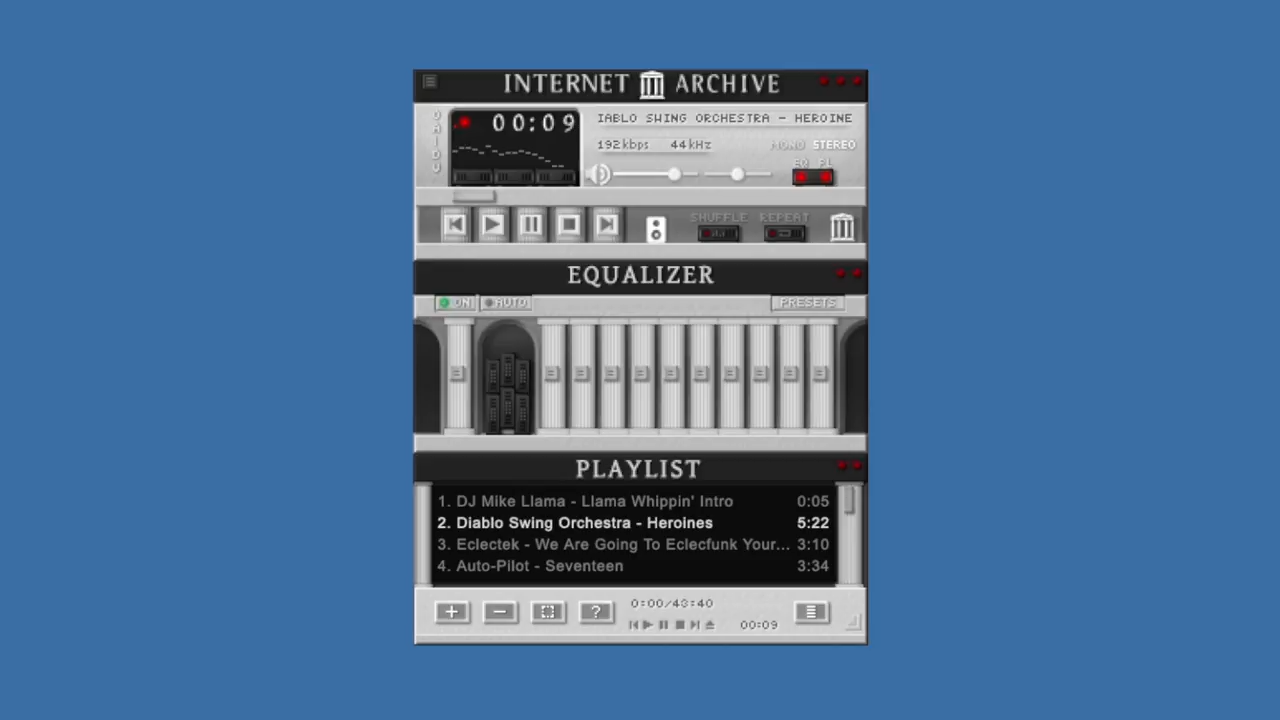 INTERNET ARCHIVE
OAIDU
00:09
IABLO SWING ORCHESTRA - HEROINE
192 kbps 44 kHz
MONO STEREO
EQ PL
SHUFFLE REPEAT
EQUALIZER
ON AUTO PRESETS
PLAYLIST
1. DJ Mike Llama - Llama Whippin' Intro 0:05
2. Diablo Swing Orchestra - Heroines 5:22
3. Eclectek - We Are Going To Eclecfunk Your... 3:10
4. Auto-Pilot - Seventeen 3:34
+ − ?
0:00/43:40
00:09